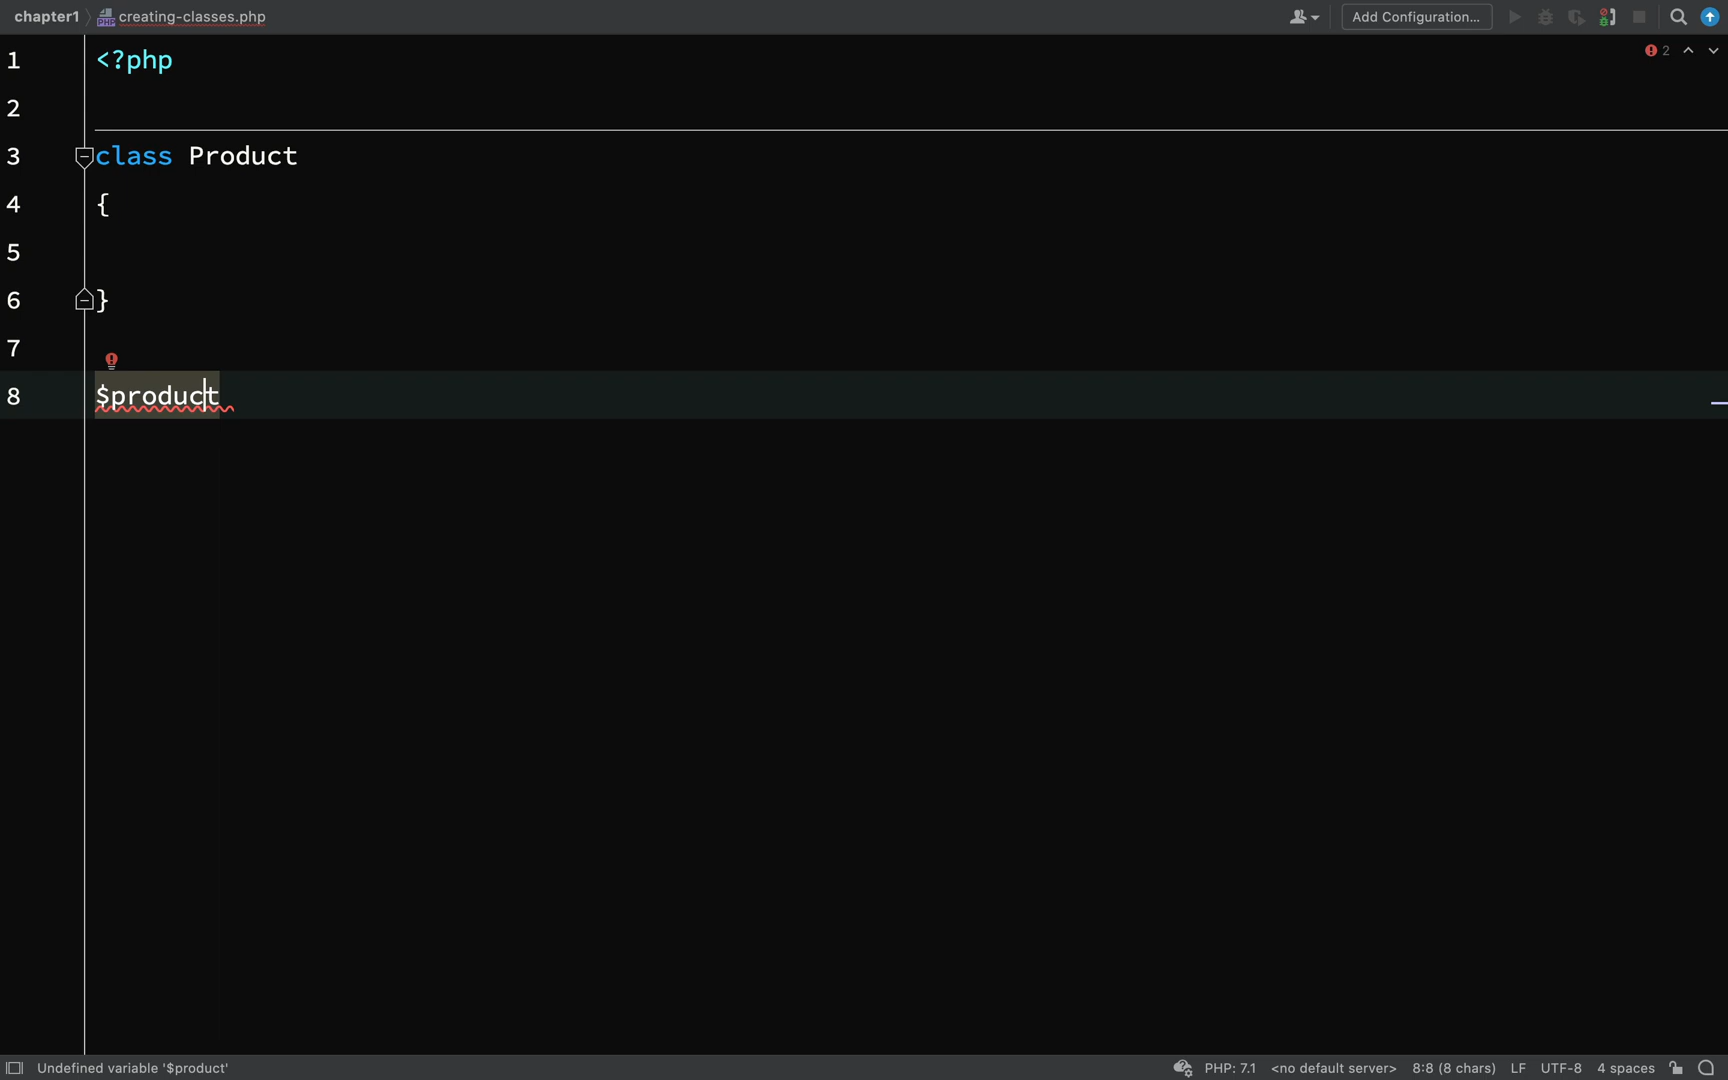 chapter1 creating-classes.php Add Configuration...
2
1 <?php
2
3 class Product
4 {
5
6 }
7
8 $product
Undefined variable '$product' PHP: 7.1 <no default server> 8:8 (8 chars) LF UTF-8 4 spaces